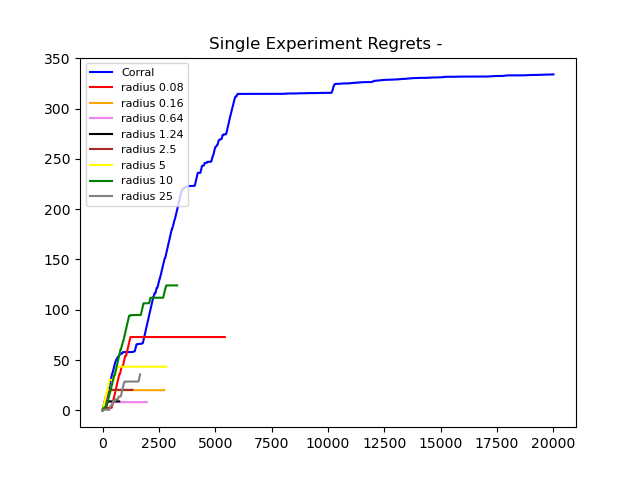 Single Experiment Regrets -
350
300
250
200
150
100
50
0
Corral
radius 0.08
radius 0.16
radius 0.64
radius 1.24
radius 2.5
radius 5
radius 10
radius 25
0 2500 5000 7500 10000 12500 15000 17500 20000